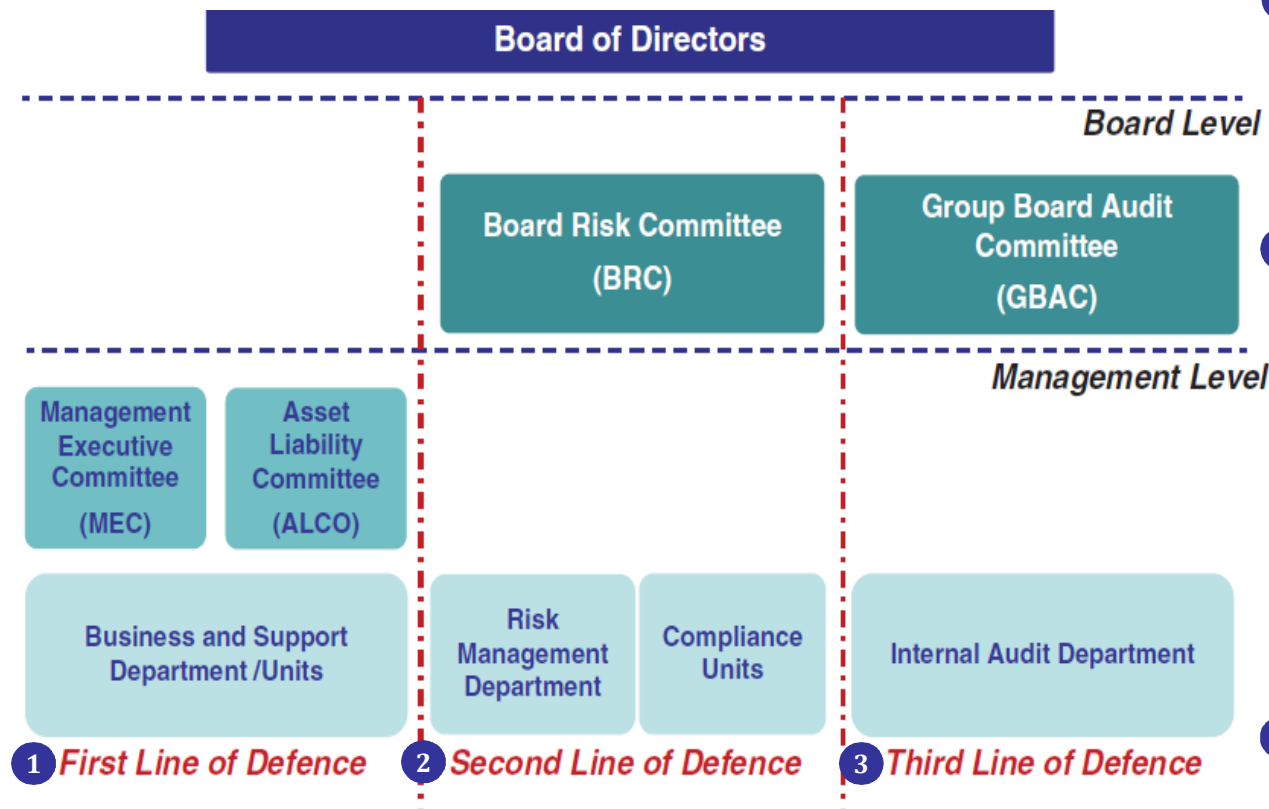 Board of Directors
Board Level
Board Risk Committee
(BRC)
Group Board Audit
Committee
(GBAC)
Management Level
Management
Executive
Committee
(MEC)
Asset
Liability
Committee
(ALCO)
Business and Support
Department /Units
Risk
Management
Department
Compliance
Units
Internal Audit Department
1 First Line of Defence
2 Second Line of Defence
3 Third Line of Defence